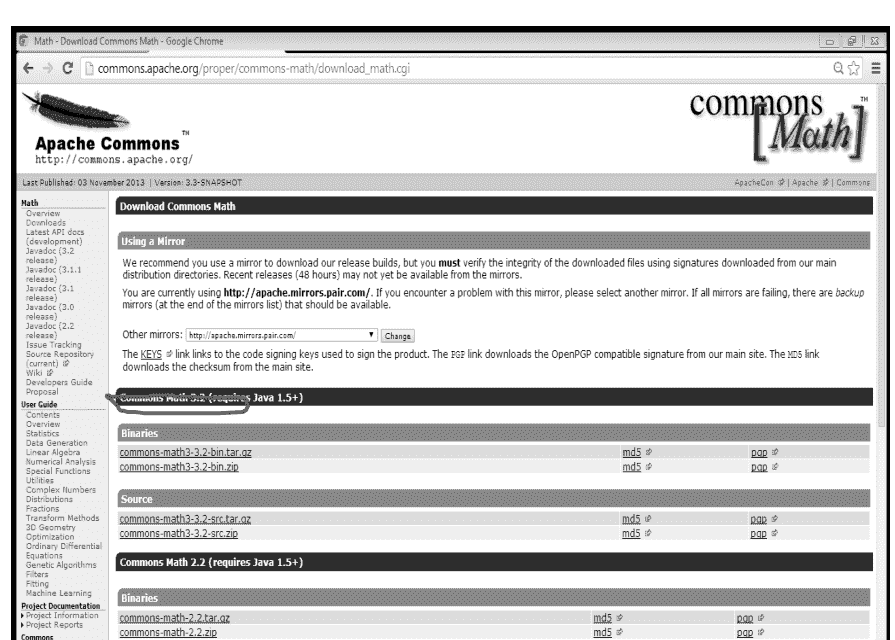 Math - Download Commons Math - Google Chrome
commons.apache.org/proper/commons-math/download_math.cgi
Apache Commons™
http://commons.apache.org/
commons
Math
™
Last Published: 03 November 2013 | Version: 3.3-SNAPSHOT
ApacheCon | Apache | Commons
Math
Overview
Downloads
Latest API docs
(development)
Javadoc (3.2
release)
Javadoc (3.1.1
release)
Javadoc (3.1
release)
Javadoc (3.0
release)
Javadoc (2.2
release)
Issue Tracking
Source Repository
(current)
Wiki
Developers Guide
Proposal
User Guide
Contents
Overview
Statistics
Data Generation
Linear Algebra
Numerical Analysis
Special Functions
Utilities
Complex Numbers
Distributions
Fractions
Transform Methods
3D Geometry
Optimization
Ordinary Differential
Equations
Genetic Algorithms
Filters
Fitting
Machine Learning
Project Documentation
Project Information
Project Reports
Commons
Download Commons Math
Using a Mirror
We recommend you use a mirror to download our release builds, but you must verify the integrity of the downloaded files using signatures downloaded from our main
distribution directories. Recent releases (48 hours) may not yet be available from the mirrors.
You are currently using http://apache.mirrors.pair.com/. If you encounter a problem with this mirror, please select another mirror. If all mirrors are failing, there are backup
mirrors (at the end of the mirrors list) that should be available.
Other mirrors: http://apache.mirrors.pair.com/ Change
The KEYS link links to the code signing keys used to sign the product. The PGP link downloads the OpenPGP compatible signature from our main site. The MD5 link
downloads the checksum from the main site.
Commons Math 3.2 (requires Java 1.5+)
Binaries
commons-math3-3.2-bin.tar.gz md5 pgp
commons-math3-3.2-bin.zip md5 pgp
Source
commons-math3-3.2-src.tar.gz md5 pgp
commons-math3-3.2-src.zip md5 pgp
Commons Math 2.2 (requires Java 1.5+)
Binaries
commons-math-2.2.tar.gz md5 pgp
commons-math-2.2.zip md5 pgp